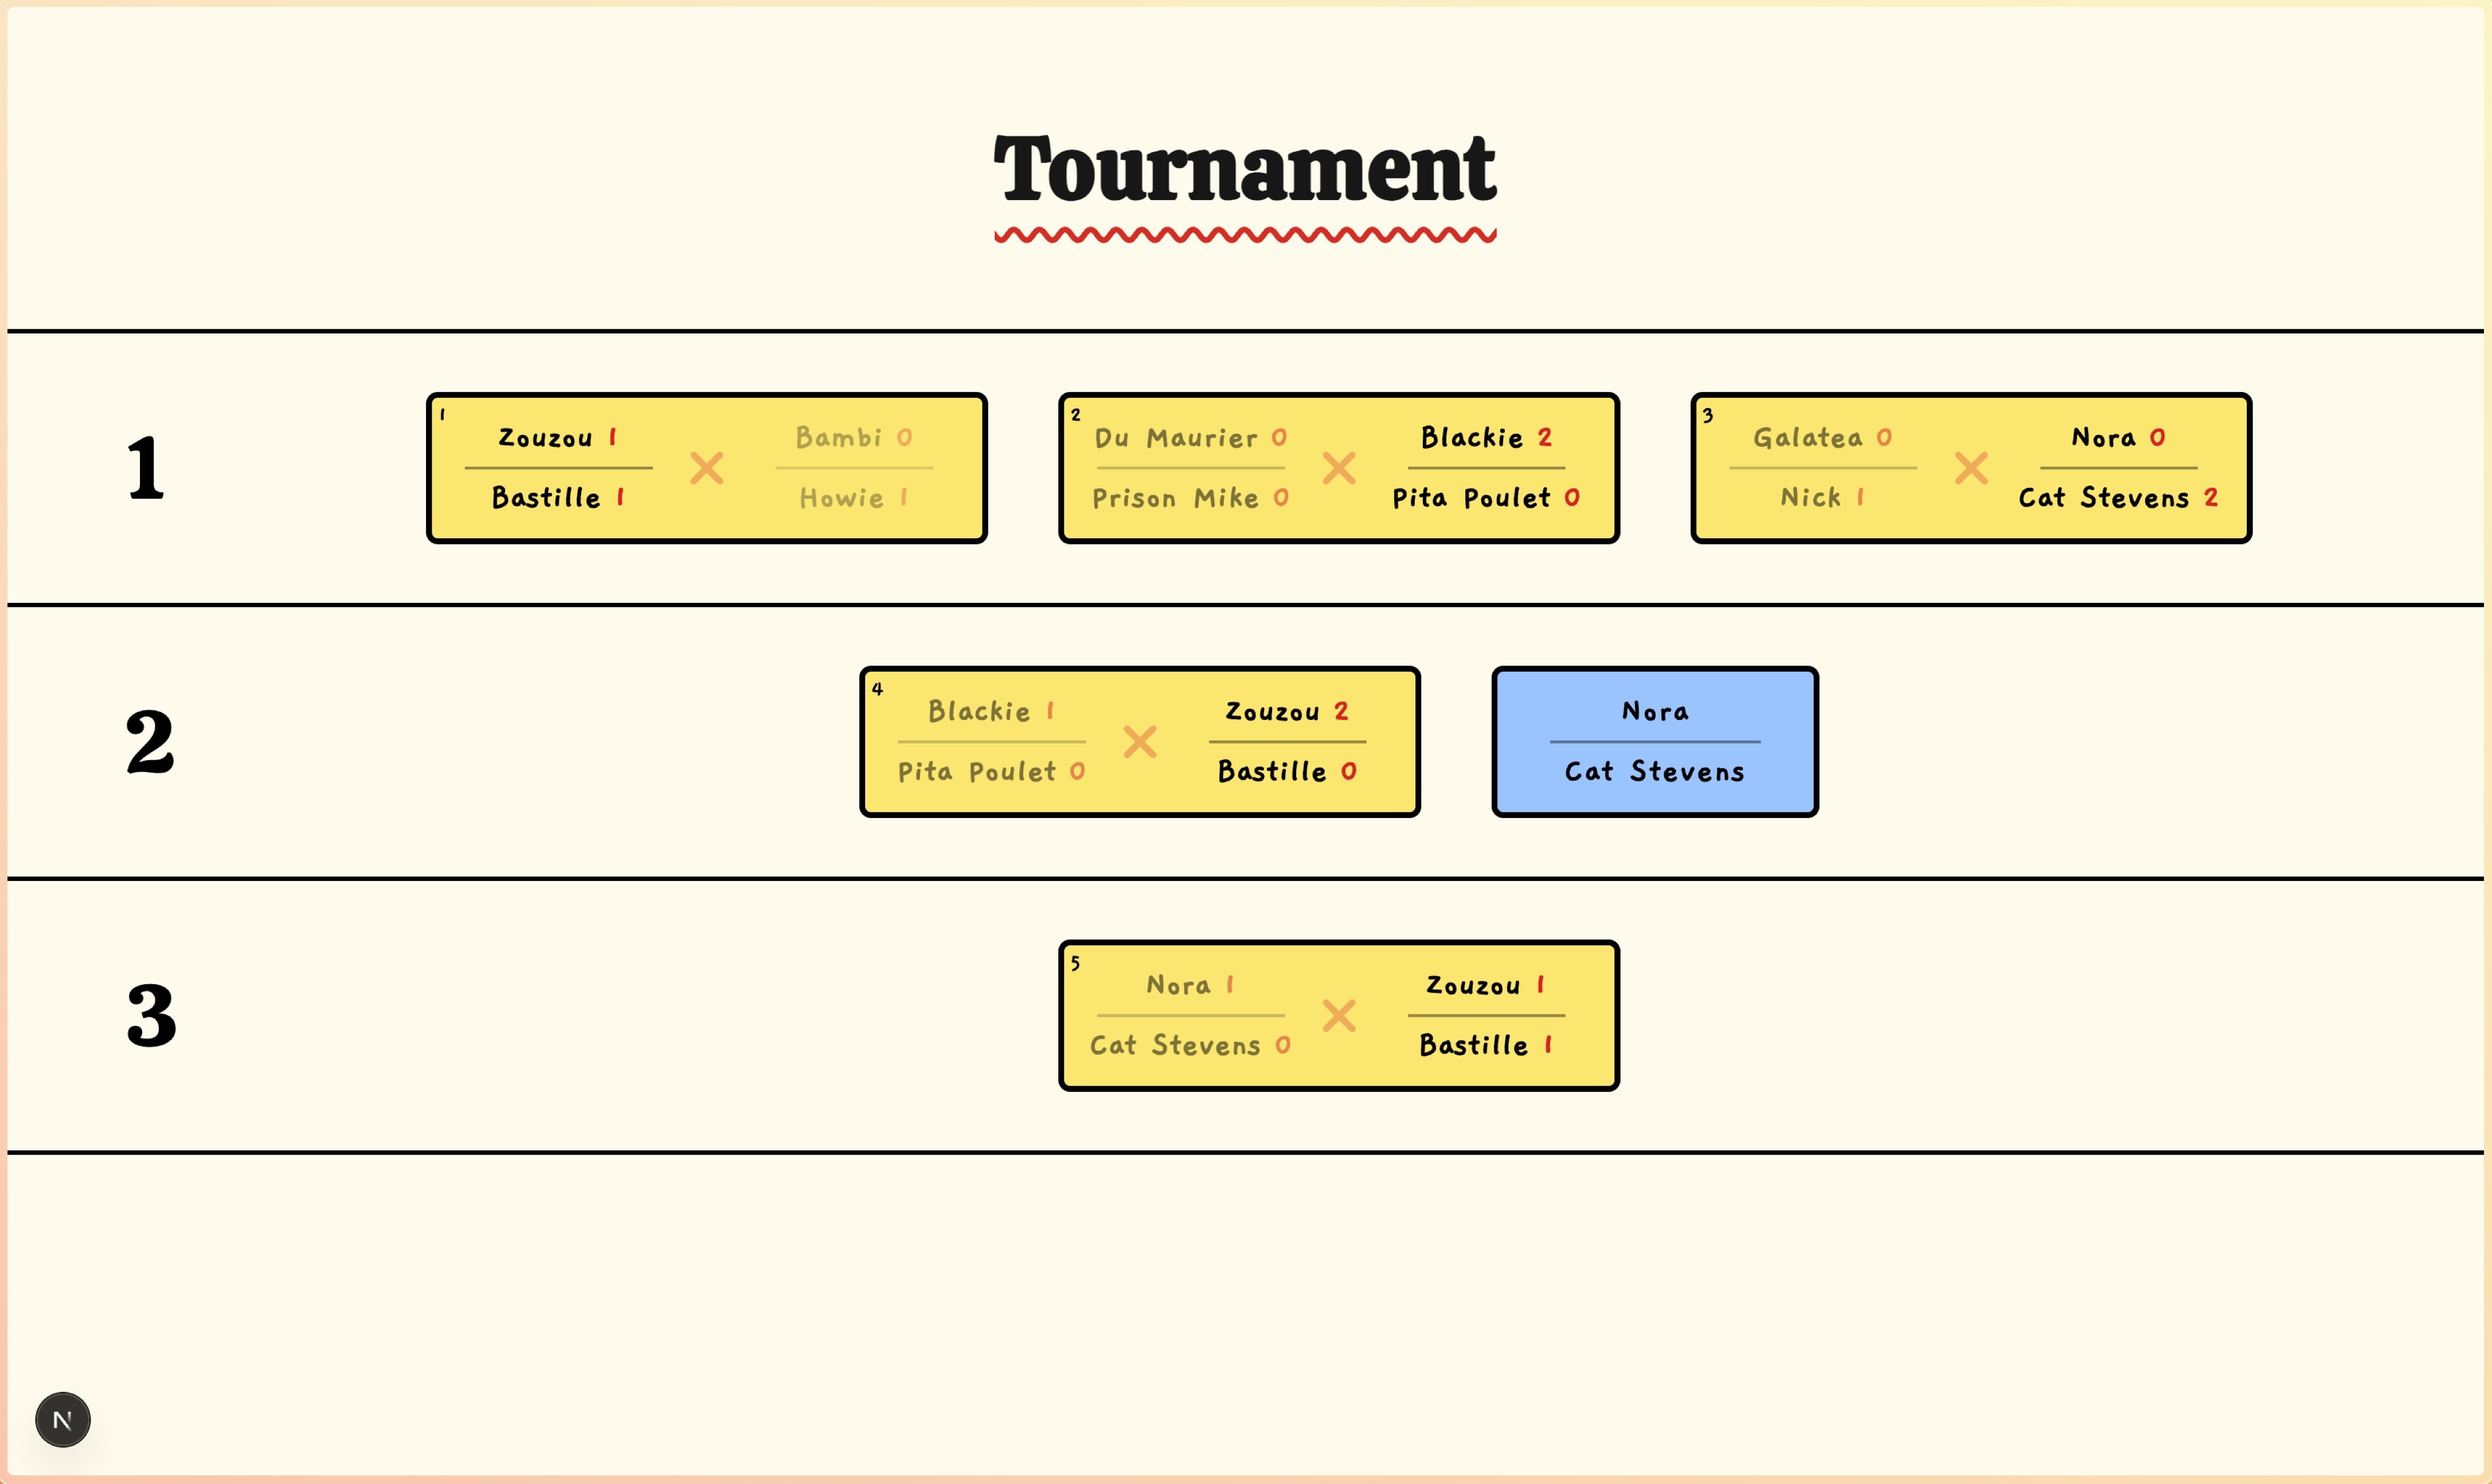 Tournament
1
1
Zouzou 1 Bambi 0
Bastille 1 Howie 1
2
Du Maurier 0 Blackie 2
Prison Mike 0 Pita Poulet 0
3
Galatea 0 Nora 0
Nick 1 Cat Stevens 2
2
4
Blackie 1 Zouzou 2
Pita Poulet 0 Bastille 0
Nora
Cat Stevens
3
5
Nora 1 Zouzou 1
Cat Stevens 0 Bastille 1
N